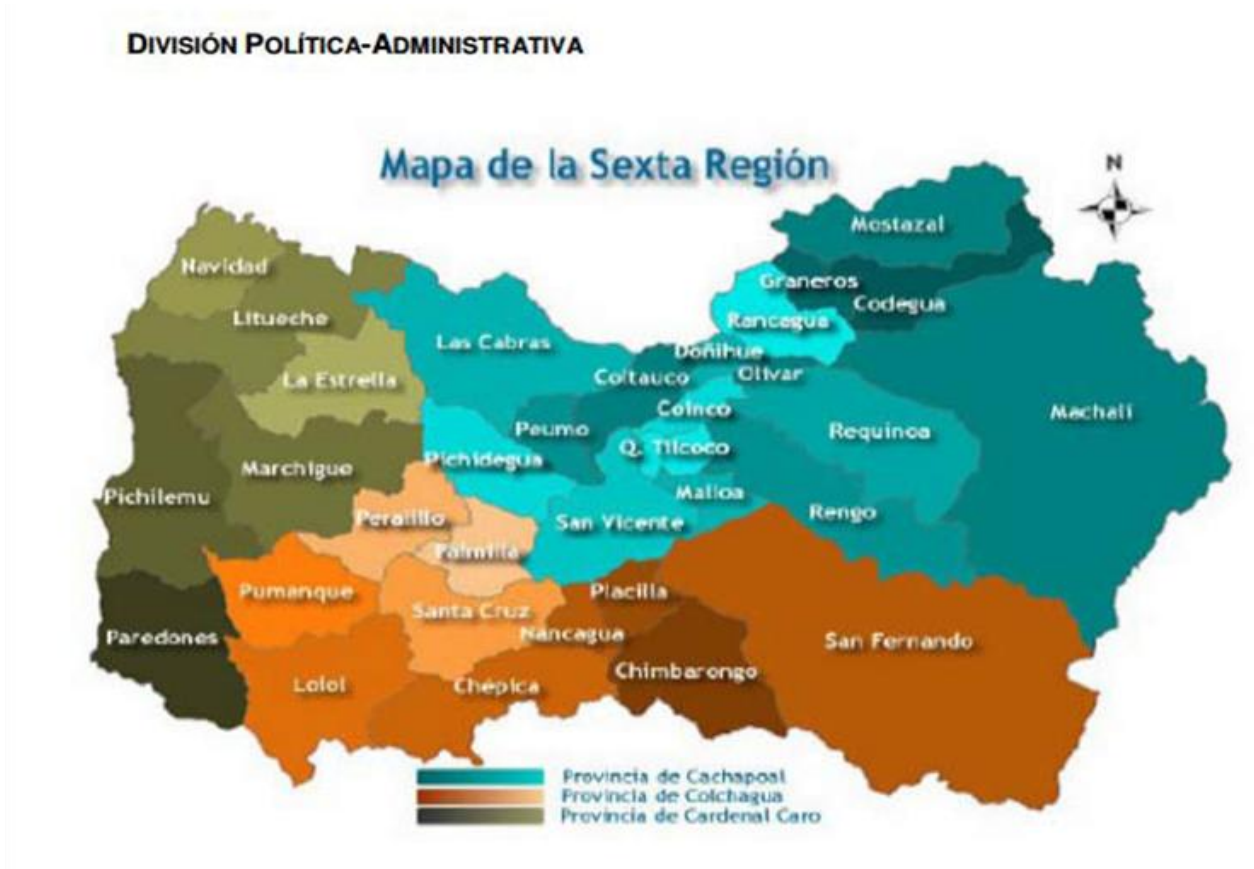 DIVISIÓN POLÍTICA-ADMINISTRATIVA
Mapa de la Sexta Región
N
Mostazal
Navidad
Graneros
Codegua
Litueche
Rancagua
Las Cabras
Doñihue
La Estrella
Coltauco
Olivar
Coinco
Machalí
Peumo
Requinoa
Q. Tilcoco
Pichidegua
Marchigue
Malloa
Pichilemu
Peralillo
San Vicente
Rengo
Palmilla
Pumanque
Placilla
Santa Cruz
Paredones
Nancagua
San Fernando
Chimbarongo
Lolol
Chépica
Provincia de Cachapoal
Provincia de Colchagua
Provincia de Cardenal Caro